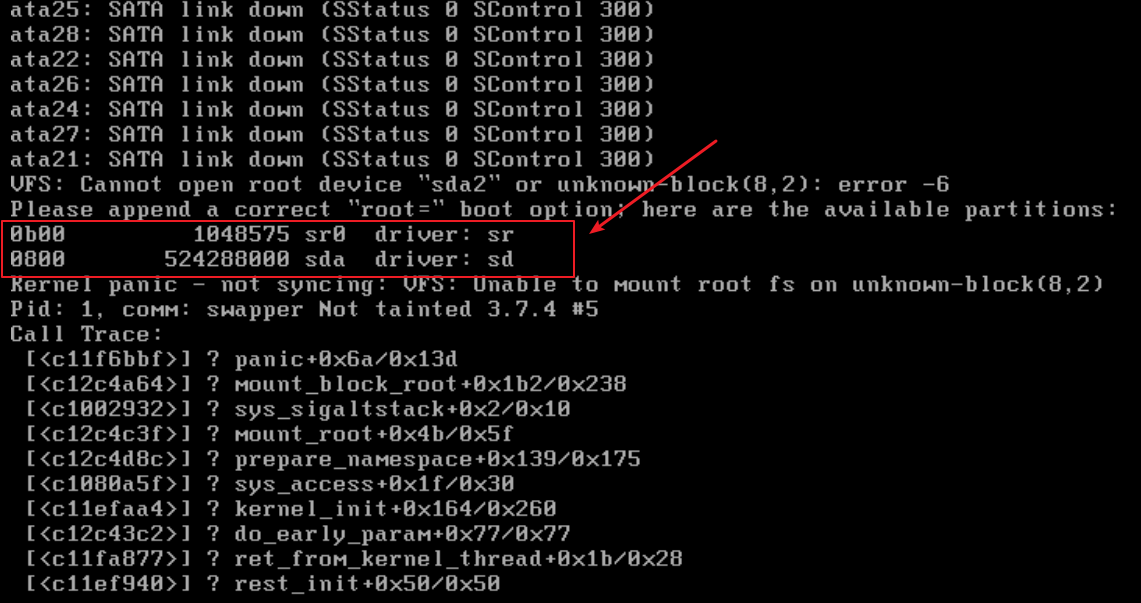 ata25: SATA link down (SStatus 0 SControl 300)
ata28: SATA link down (SStatus 0 SControl 300)
ata22: SATA link down (SStatus 0 SControl 300)
ata26: SATA link down (SStatus 0 SControl 300)
ata24: SATA link down (SStatus 0 SControl 300)
ata27: SATA link down (SStatus 0 SControl 300)
ata21: SATA link down (SStatus 0 SControl 300)
VFS: Cannot open root device "sda2" or unknown-block(8,2): error -6
Please append a correct "root=" boot option; here are the available partitions:
0b00         1048575 sr0  driver: sr
0800       524288000 sda  driver: sd
Kernel panic - not syncing: VFS: Unable to mount root fs on unknown-block(8,2)
Pid: 1, comm: swapper Not tainted 3.7.4 #5
Call Trace:
[<c11f6bbf>] ? panic+0x6a/0x13d
[<c12c4a64>] ? mount_block_root+0x1b2/0x238
[<c1002932>] ? sys_sigaltstack+0x2/0x10
[<c12c4c3f>] ? mount_root+0x4b/0x5f
[<c12c4d8c>] ? prepare_namespace+0x139/0x175
[<c1080a5f>] ? sys_access+0x1f/0x30
[<c11efaa4>] ? kernel_init+0x164/0x260
[<c12c43c2>] ? do_early_param+0x77/0x77
[<c11fa877>] ? ret_from_kernel_thread+0x1b/0x28
[<c11ef940>] ? rest_init+0x50/0x50